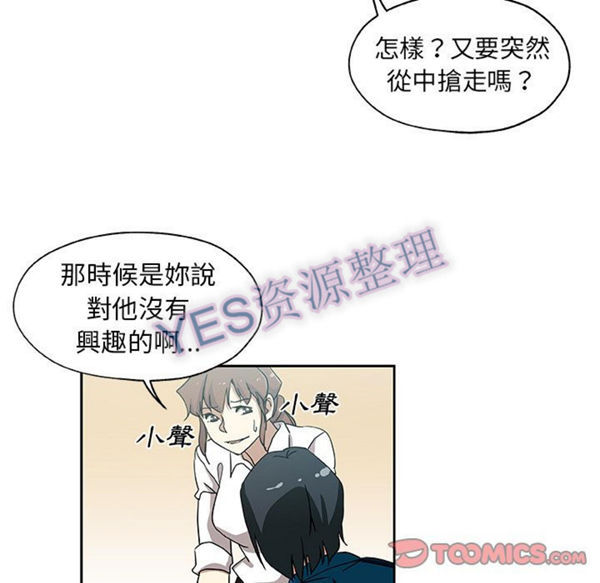 怎樣？又要突然
從中搶走嗎？
YES资源整理
那時候是妳說
對他沒有
興趣的啊...
小聲
小聲
TOOMICS.COM